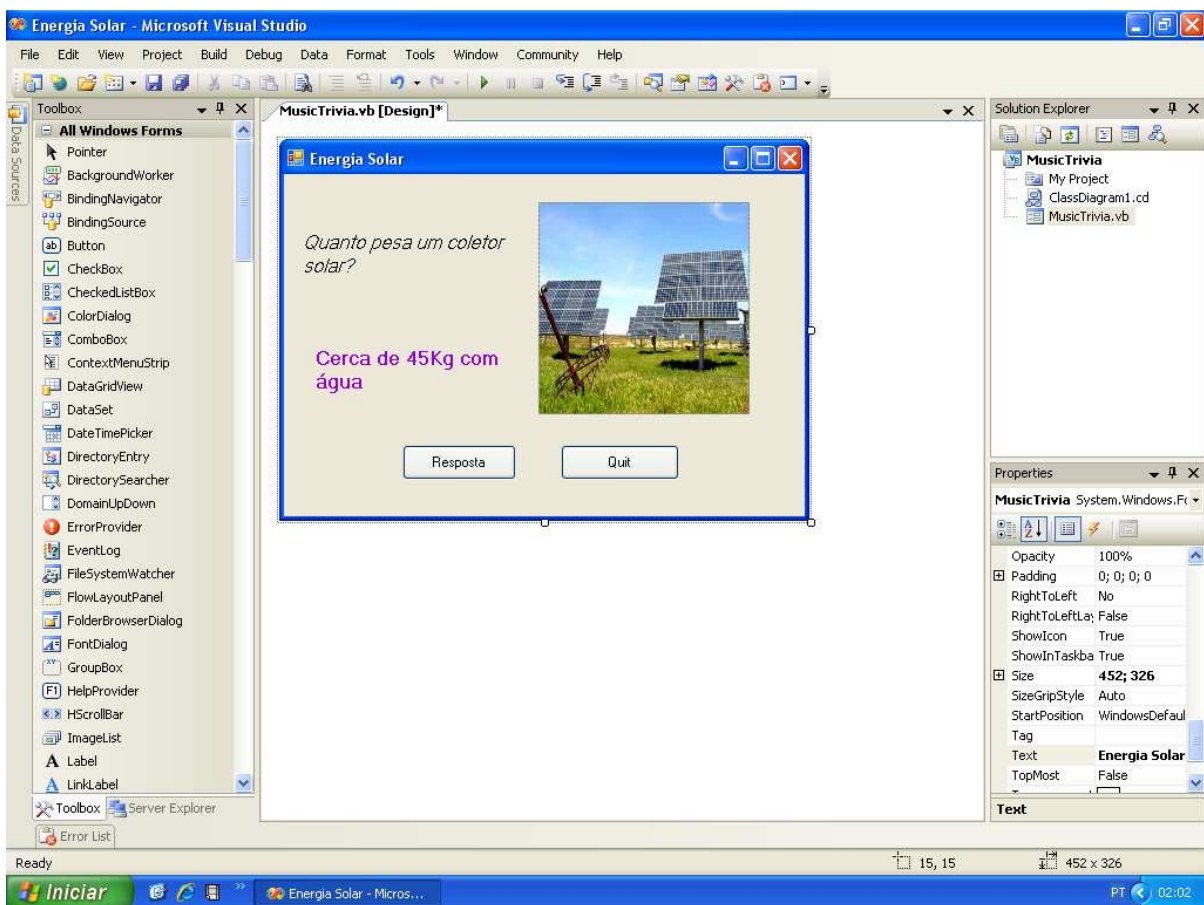 Energia Solar - Microsoft Visual Studio
File Edit View Project Build Debug Data Format Tools Window Community Help
Data Sources
Toolbox
All Windows Forms
Pointer
BackgroundWorker
BindingNavigator
BindingSource
ab Button
CheckBox
CheckedListBox
ColorDialog
ComboBox
ContextMenuStrip
DataGridView
DataSet
DateTimePicker
DirectoryEntry
DirectorySearcher
DomainUpDown
ErrorProvider
EventLog
FileSystemWatcher
FlowLayoutPanel
FolderBrowserDialog
FontDialog
GroupBox
HelpProvider
HScrollBar
ImageList
A Label
A LinkLabel
Toolbox Server Explorer
Error List
MusicTrivia.vb [Design]*
Energia Solar
Quanto pesa um coletor
solar?
Cerca de 45Kg com
água
Resposta Quit
Solution Explorer
MusicTrivia
My Project
ClassDiagram1.cd
MusicTrivia.vb
Properties
MusicTrivia System.Windows.Fo
Opacity 100%
Padding 0; 0; 0; 0
RightToLeft No
RightToLeftLay False
ShowIcon True
ShowInTaskba True
Size 452; 326
SizeGripStyle Auto
StartPosition WindowsDefaul
Tag
Text Energia Solar
TopMost False
Text
Ready 15, 15 452 x 326
Iniciar Energia Solar - Micros... PT 02:02